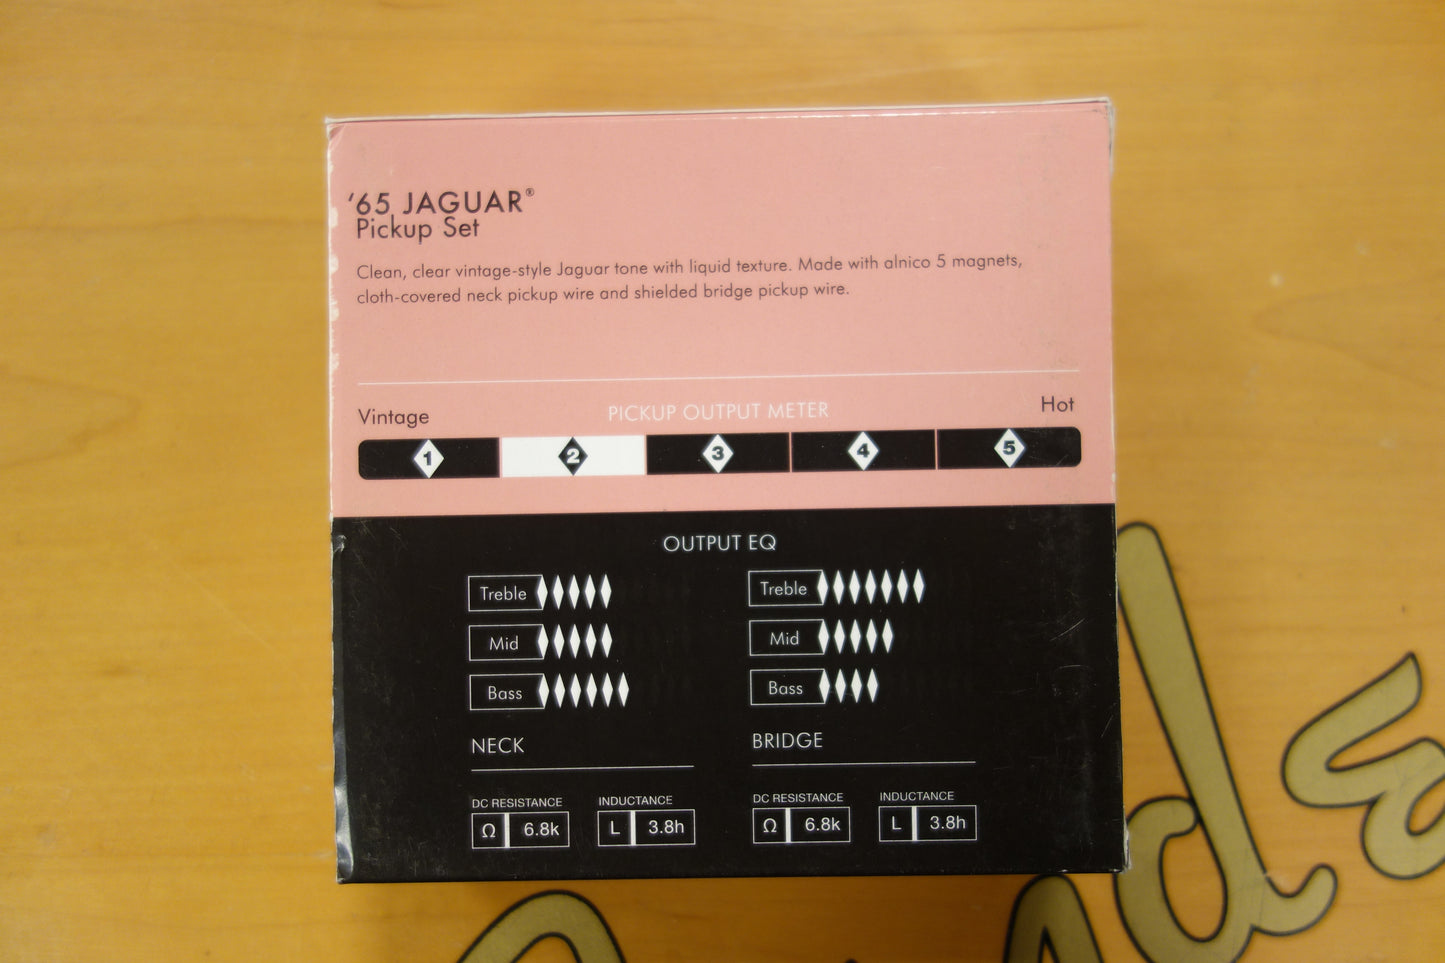 '65 JAGUAR®
Pickup Set
Clean, clear vintage-style Jaguar tone with liquid texture. Made with alnico 5 magnets,
cloth-covered neck pickup wire and shielded bridge pickup wire.
Vintage PICKUP OUTPUT METER Hot
1 2 3 4 5
OUTPUT EQ
Treble Treble
Mid Mid
Bass Bass
NECK BRIDGE
DC RESISTANCE INDUCTANCE DC RESISTANCE INDUCTANCE
Ω 6.8k L 3.8h Ω 6.8k L 3.8h